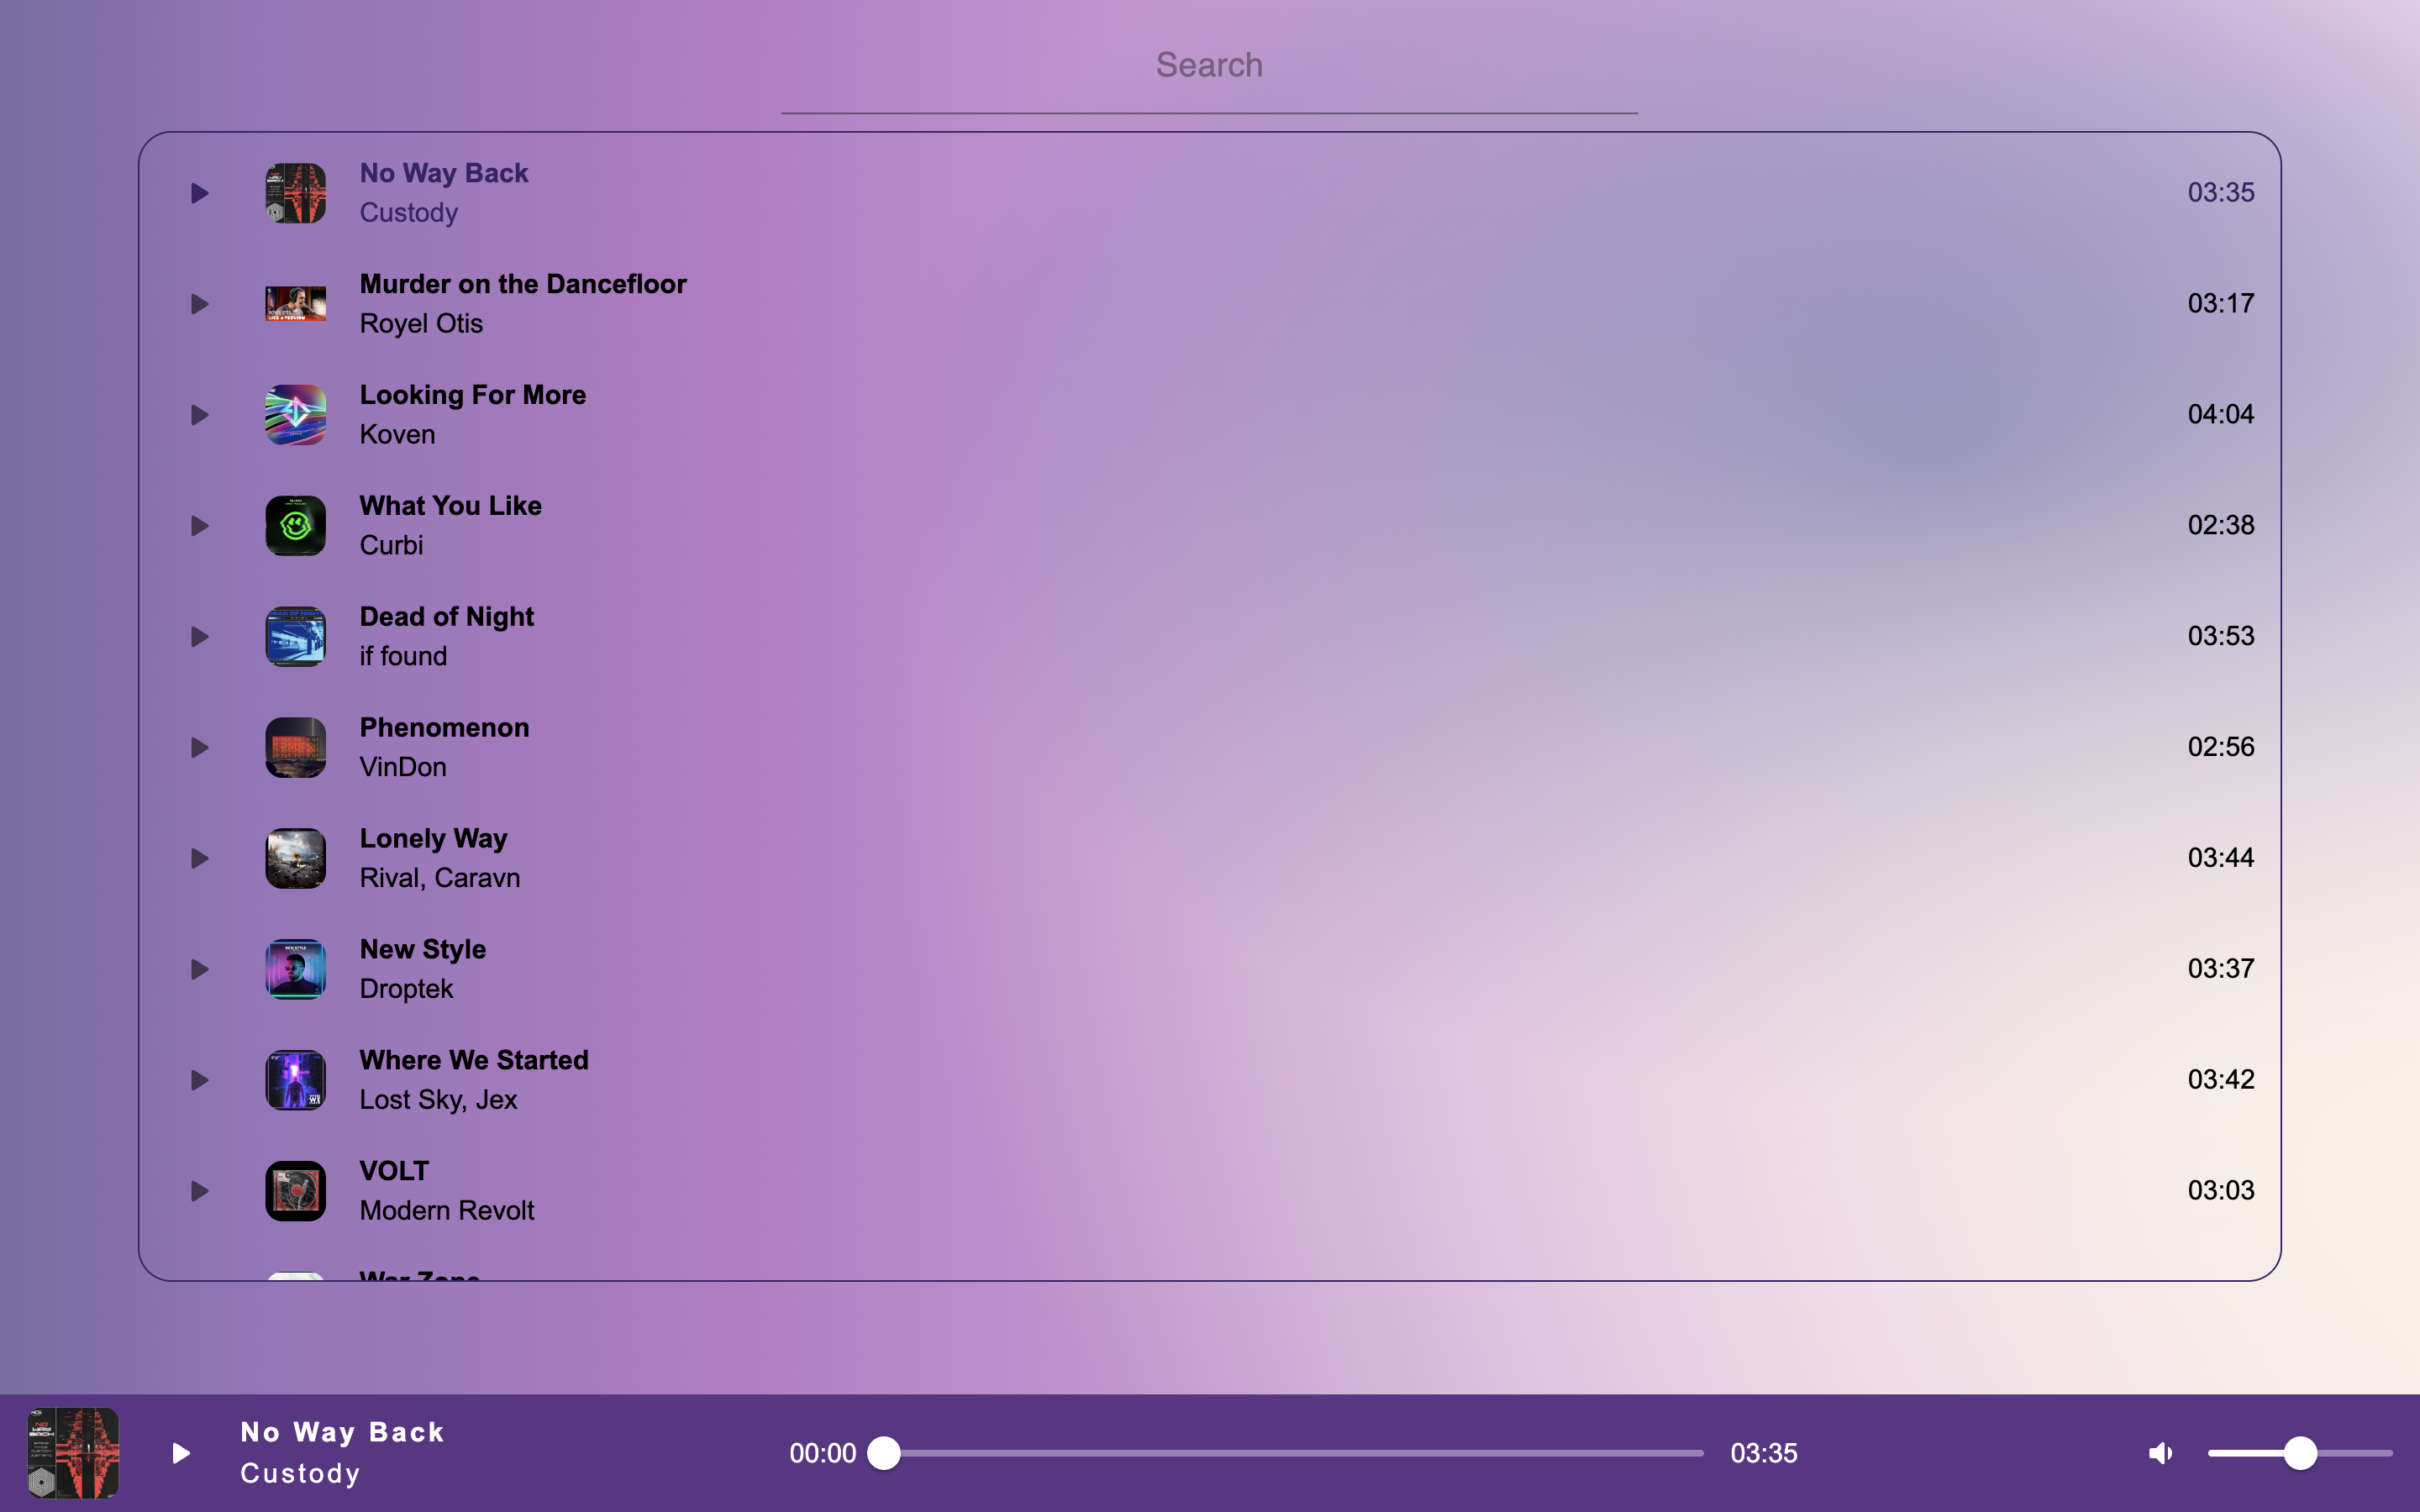 Search
No Way Back
Custody
03:35
Murder on the Dancefloor
Royel Otis
03:17
Looking For More
Koven
04:04
What You Like
Curbi
02:38
Dead of Night
if found
03:53
Phenomenon
VinDon
02:56
Lonely Way
Rival, Caravn
03:44
New Style
Droptek
03:37
Where We Started
Lost Sky, Jex
03:42
VOLT
Modern Revolt
03:03
War Zone
No Way Back
Custody
00:00
03:35